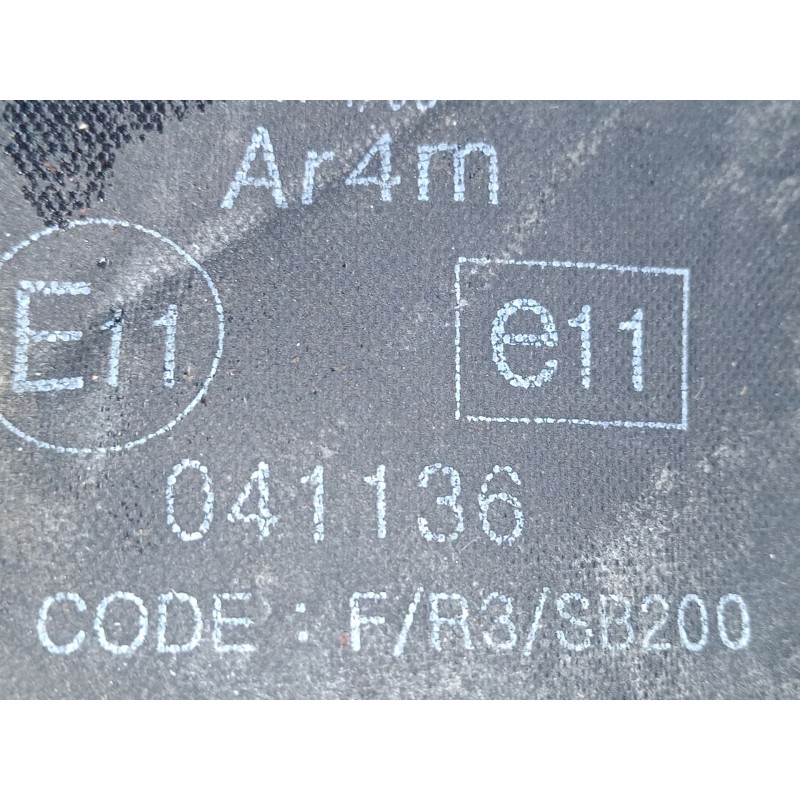 Ar4m
E11 e11
041136
CODE : F/R3/SB200